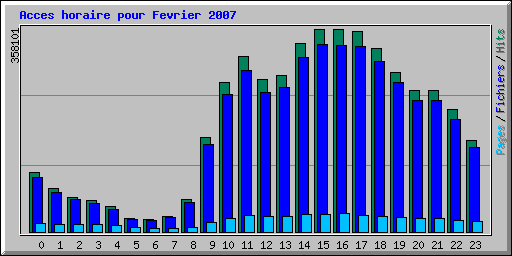 Acces horaire pour Fevrier 2007
358101
Pages / Fichiers / Hits
0 1 2 3 4 5 6 7 8 9 10 11 12 13 14 15 16 17 18 19 20 21 22 23